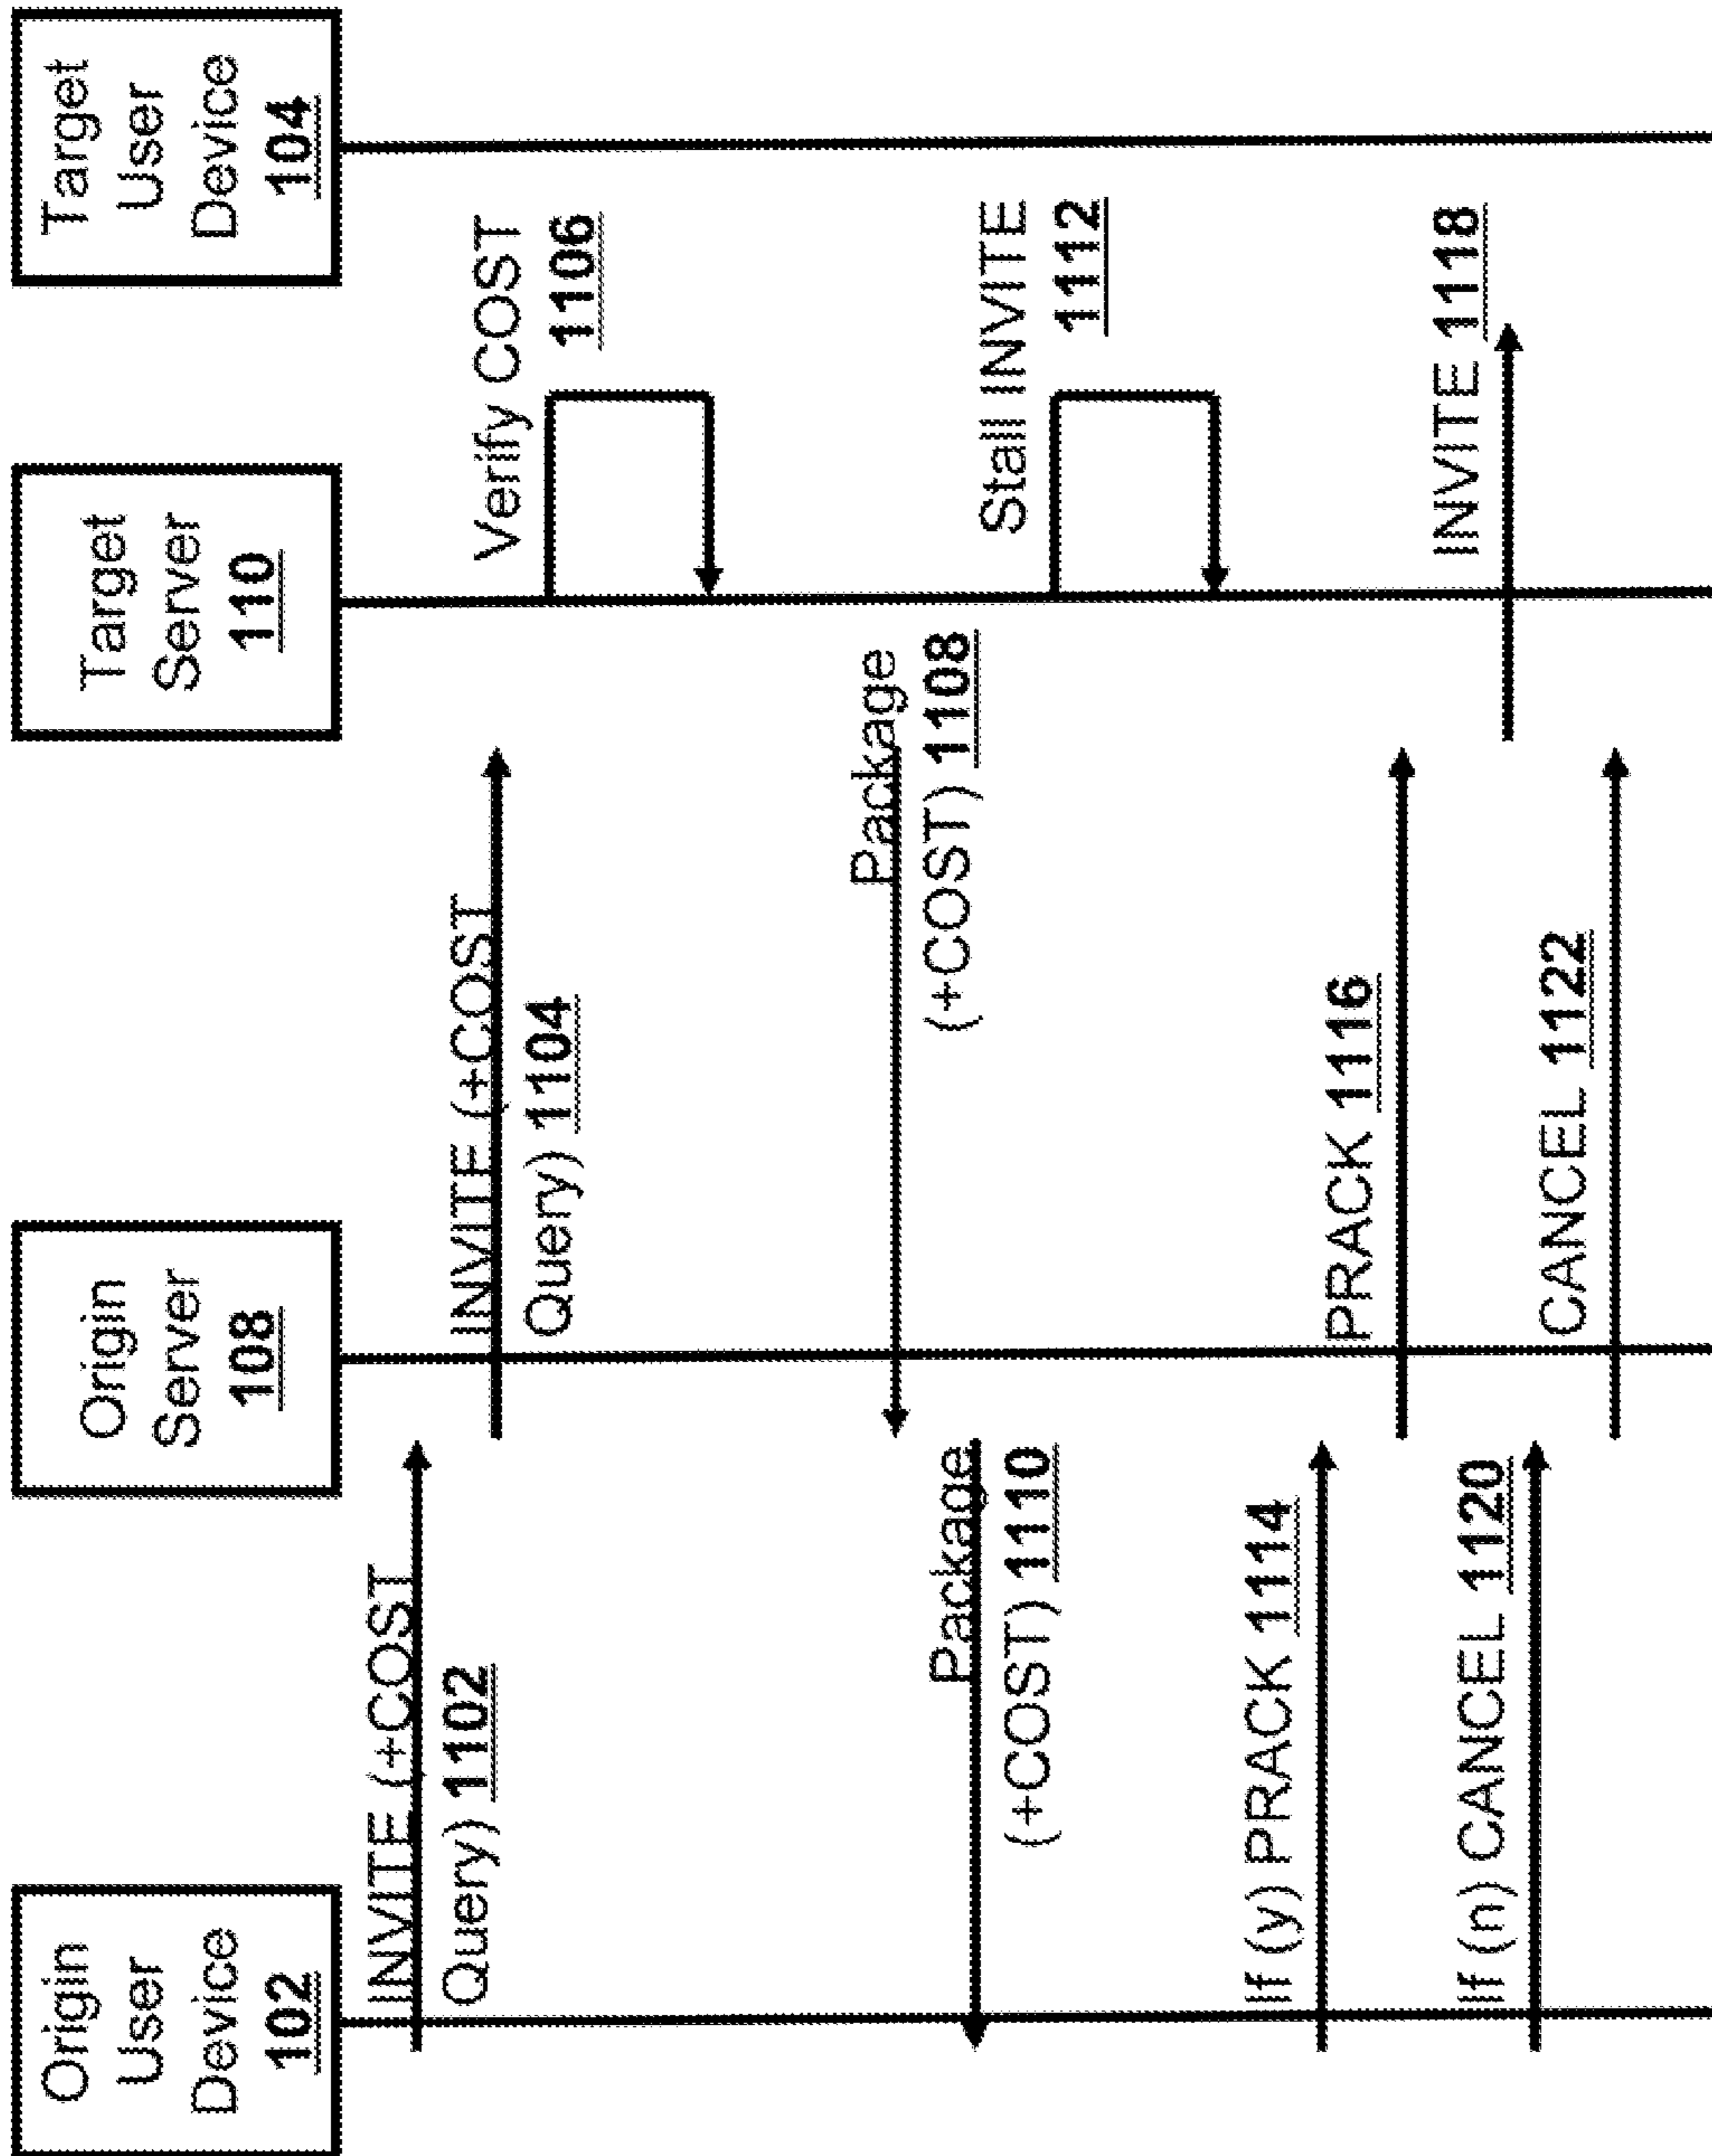 Origin
User
Device
102
Origin
Server
108
Target
Server
110
Target
User
Device
104
INVITE (+COST
Query) 1102
INVITE (+COST
Query) 1104
Verify COST
1106
Package
(+COST) 1108
Package
(+COST) 1110
Stall INVITE
1112
If (y) PRACK 1114
PRACK 1116
INVITE 1118
If (n) CANCEL 1120
CANCEL 1122